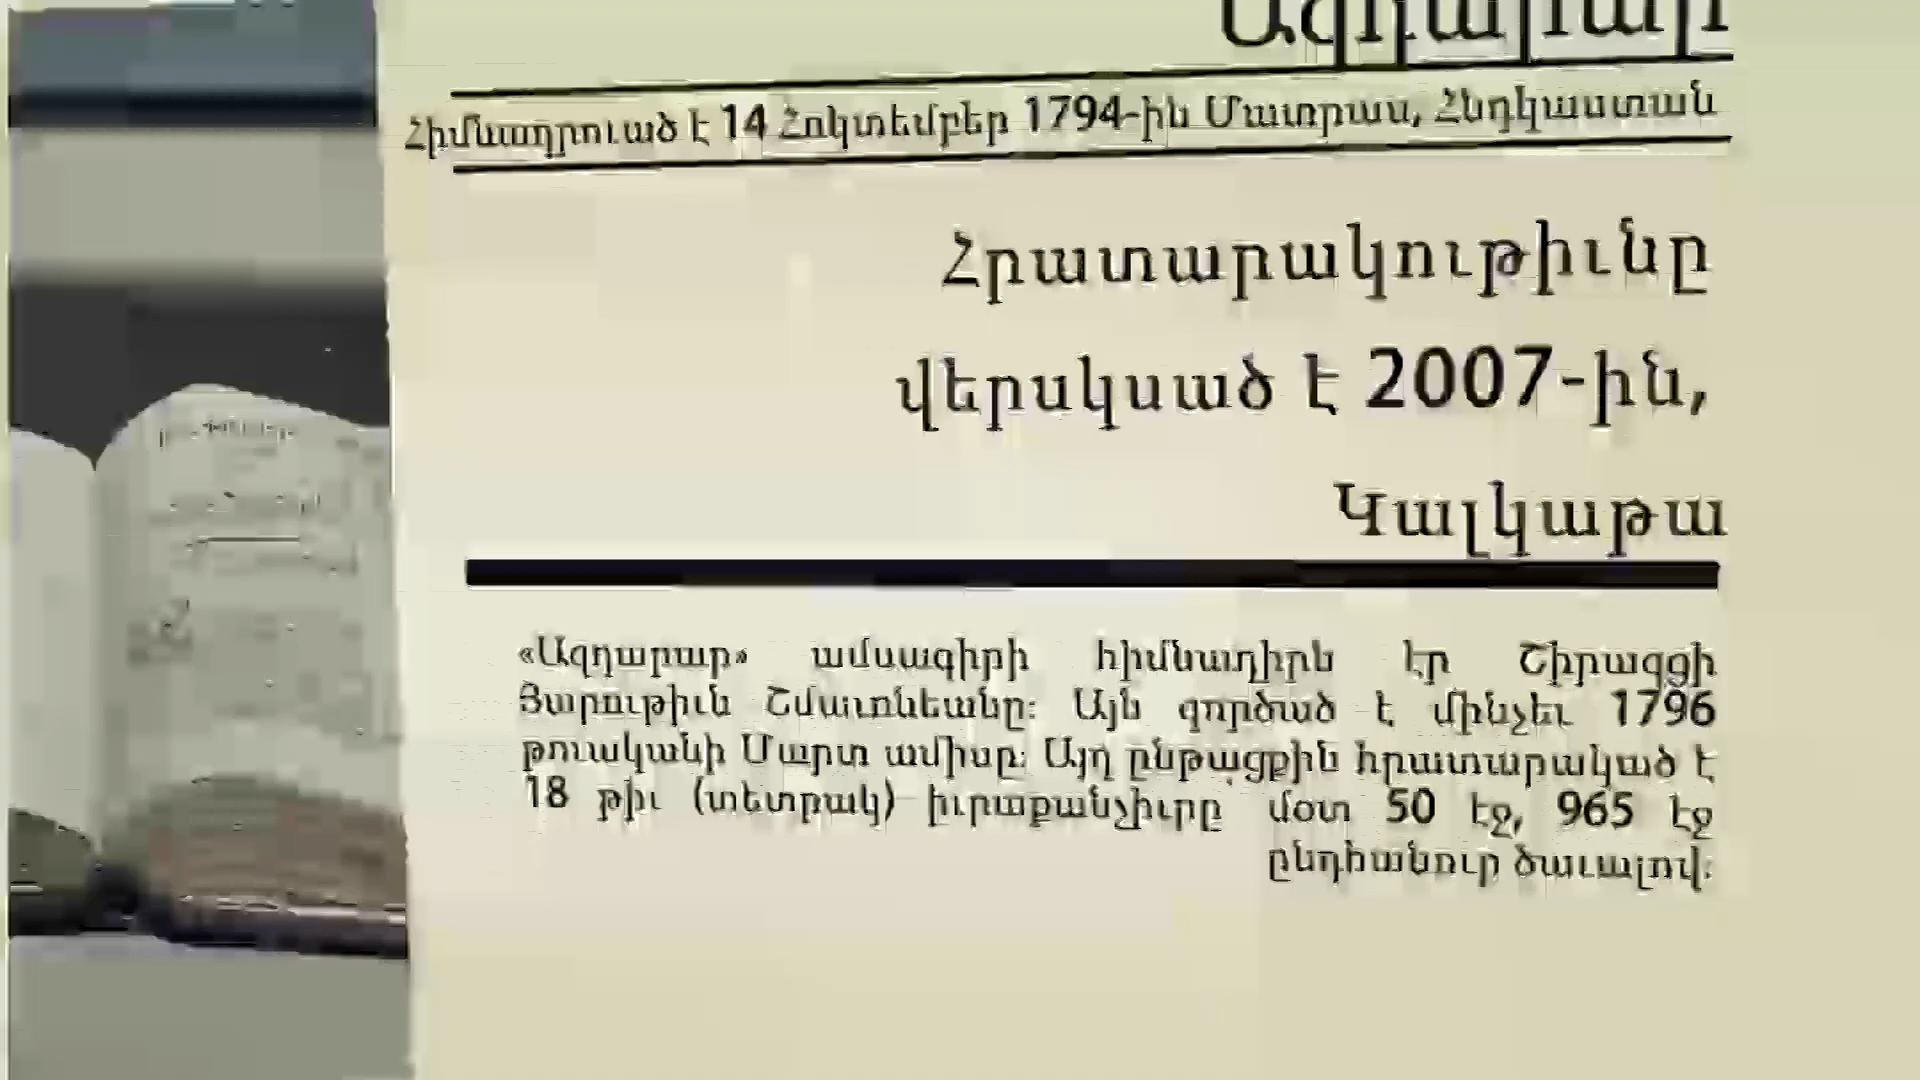 Ազդարար
Հիմնադրուած է 14 Հոկտեմբեր 1794-ին Մատրաս, Հնդկաստան
Հրատարակութիւնը
վերսկսած է 2007-ին,
Կալկաթա
«Ազդարար» ամսագիրի հիմնադիրն էր Շիրազցի
Յարութիւն Շմաւոնեանը։ Այն գործած է մինչեւ 1796
թուականի Մարտ ամիսը։ Այդ ընթացքին հրատարակած է
18 թիւ (տետրակ) իւրաքանչիւրը մօտ 50 էջ, 965 էջ
ընդհանուր ծաւալով։